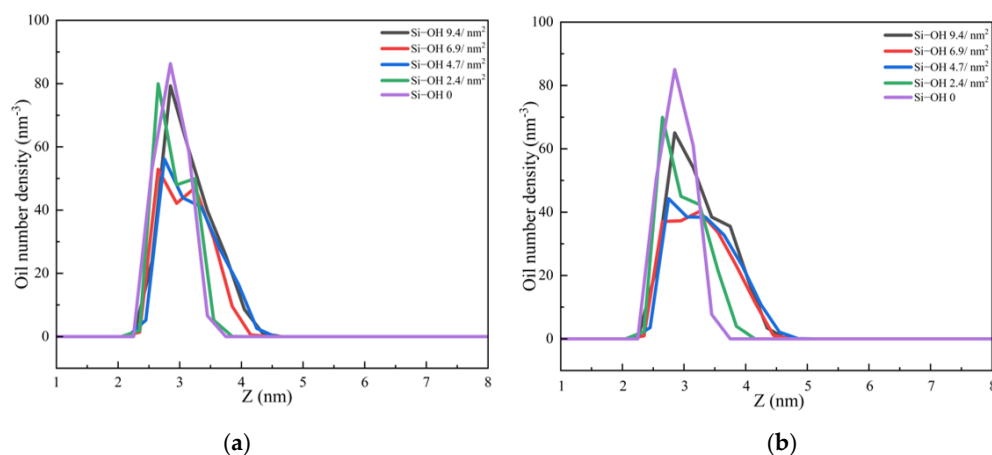 100
80
60
40
20
0
Oil number density (nm⁻³)
Si−OH 9.4/ nm²
Si−OH 6.9/ nm²
Si−OH 4.7/ nm²
Si−OH 2.4/ nm²
Si−OH 0
1 2 3 4 5 6 7 8
Z (nm)
(a)
100
80
60
40
20
0
Oil number density (nm⁻³)
Si−OH 9.4/ nm²
Si−OH 6.9/ nm²
Si−OH 4.7/ nm²
Si−OH 2.4/ nm²
Si−OH 0
1 2 3 4 5 6 7 8
Z (nm)
(b)